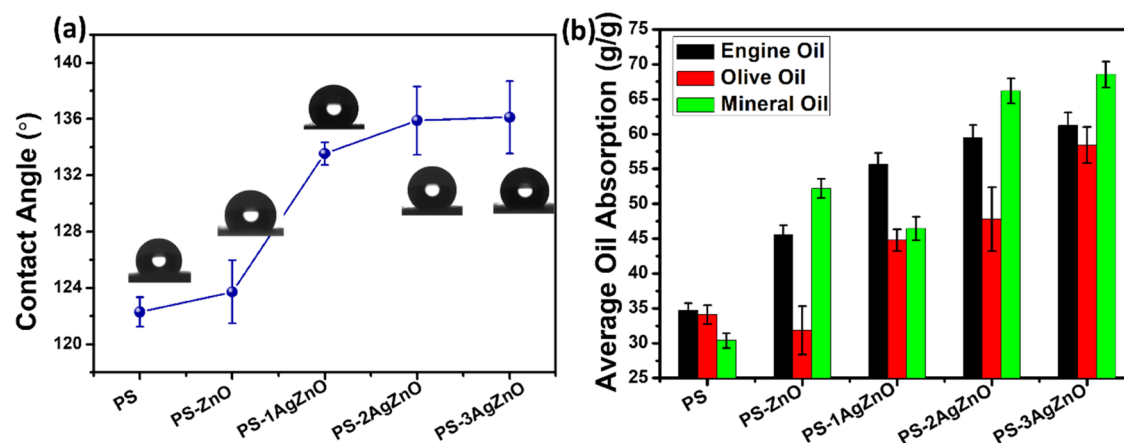 (a)
Contact Angle (°)
140
136
132
128
124
120
PS
PS-ZnO
PS-1AgZnO
PS-2AgZnO
PS-3AgZnO
(b)
Average Oil Absorption (g/g)
75
70
65
60
55
50
45
40
35
30
25
Engine Oil
Olive Oil
Mineral Oil
PS
PS-ZnO
PS-1AgZnO
PS-2AgZnO
PS-3AgZnO